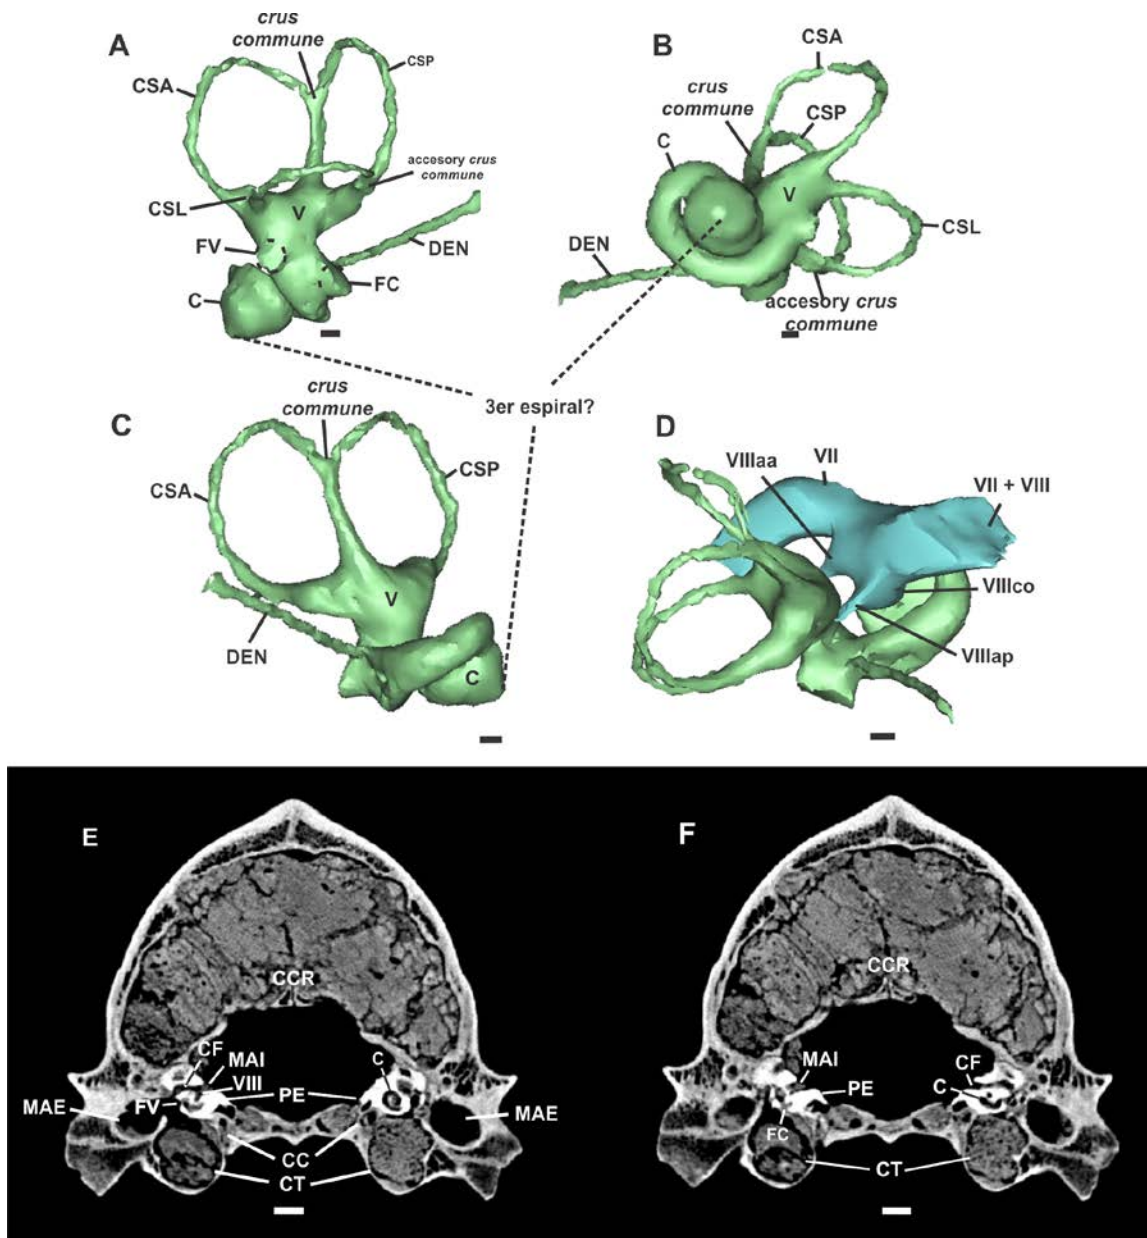 A
crus
commune
CSA
CSP
accesory crus
commune
CSL
V
FV
DEN
FC
C
B
CSA
crus
commune
CSP
C
V
CSL
DEN
accesory crus
commune
3er espiral?
C
crus
commune
CSA
CSP
V
DEN
C
D
VII
VIIIaa
VII + VIII
VIIIco
VIIIap
E
CCR
CF
MAI
C
VIII
PE
MAE
FV
MAE
CC
CT
F
CCR
MAI
CF
PE
C
FC
CT